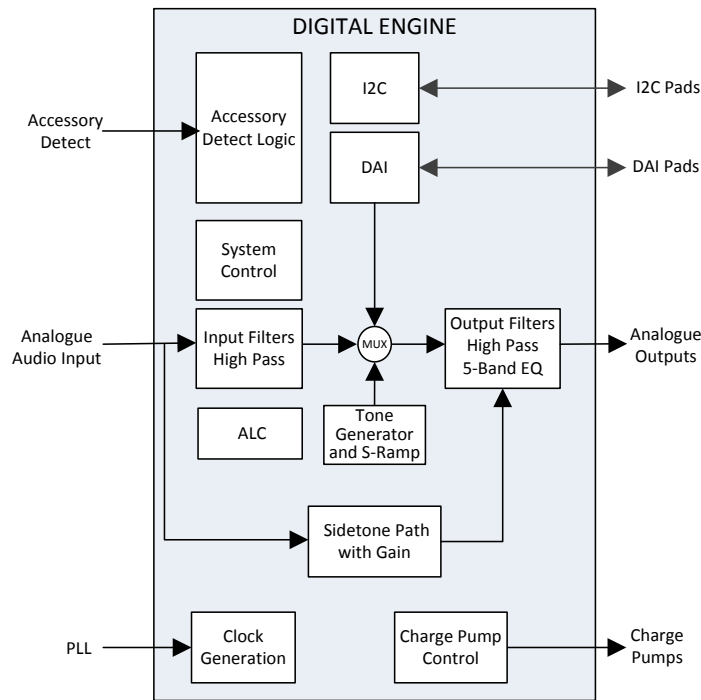 DIGITAL ENGINE
Accessory
Detect
Accessory
Detect Logic
I2C
I2C Pads
DAI
DAI Pads
System
Control
Analogue
Audio Input
Input Filters
High Pass
MUX
Output Filters
High Pass
5-Band EQ
Analogue
Outputs
ALC
Tone
Generator
and S-Ramp
Sidetone Path
with Gain
PLL
Clock
Generation
Charge Pump
Control
Charge
Pumps